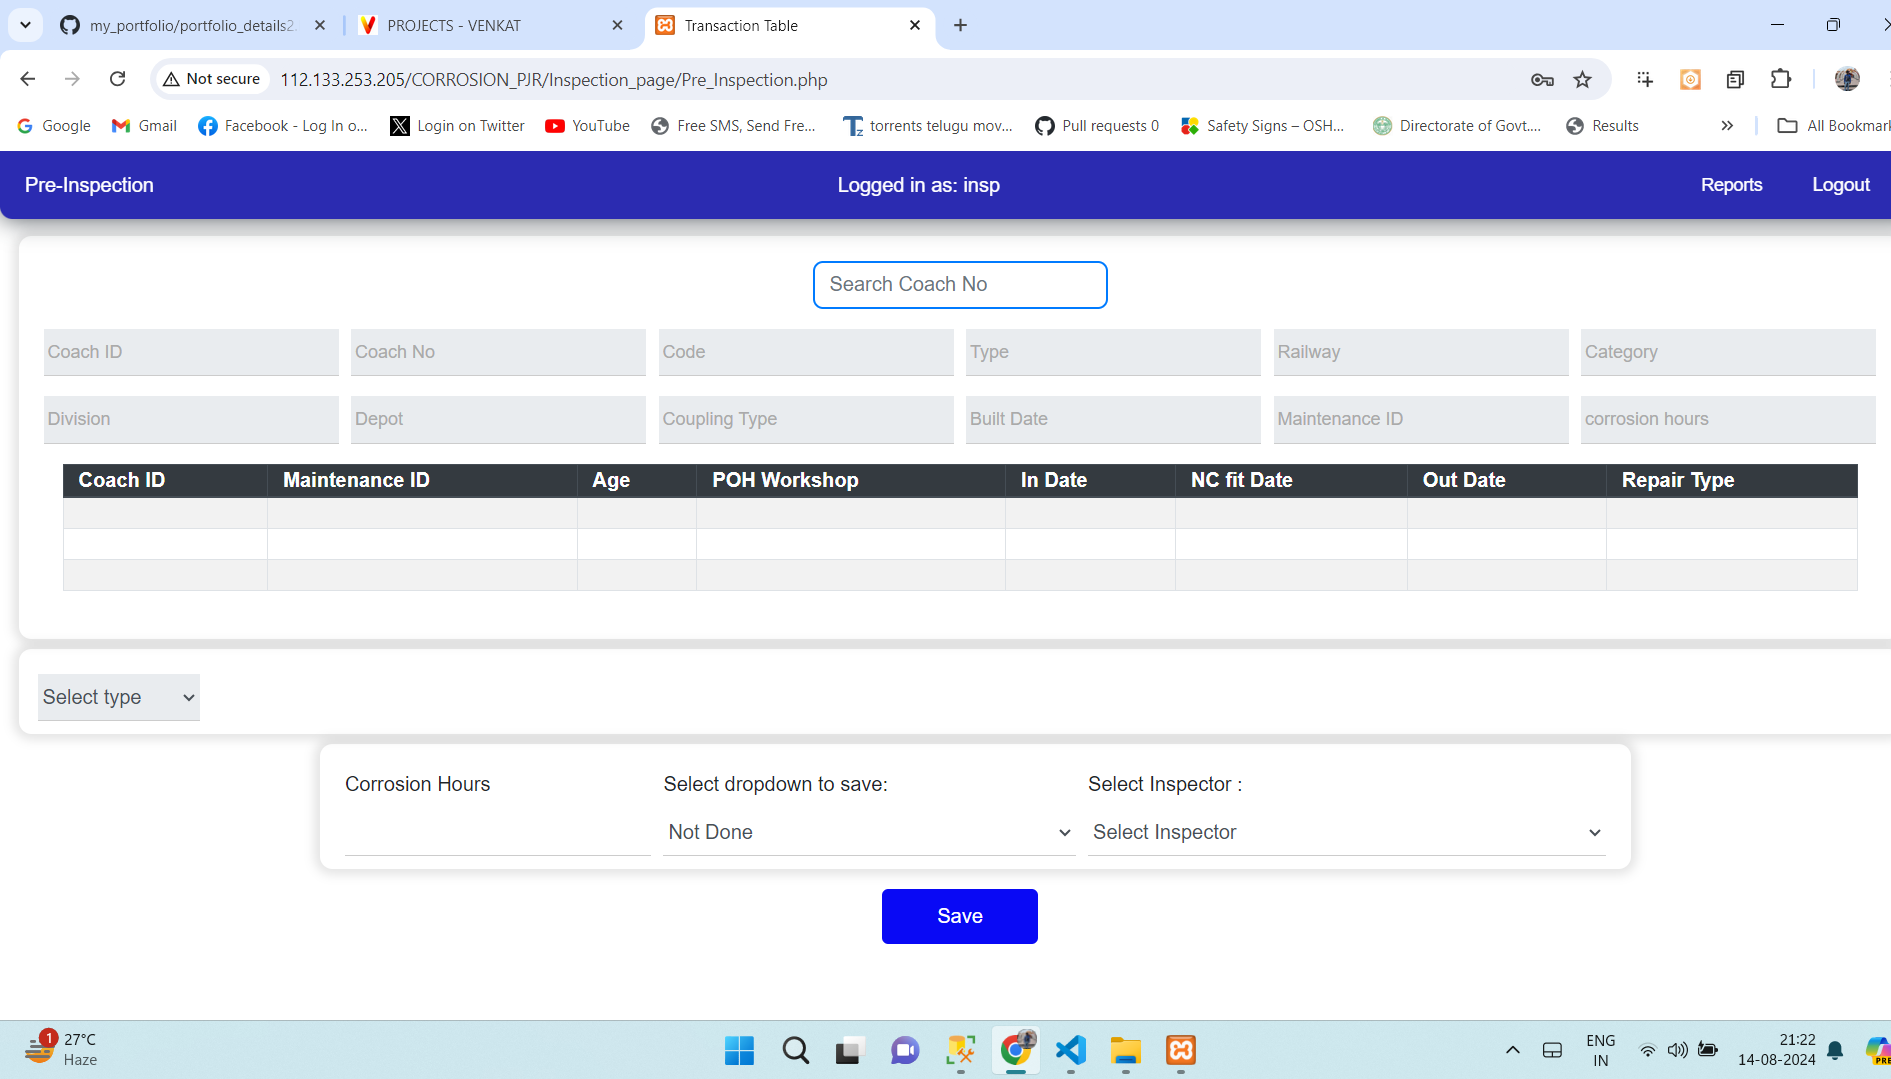 my_portfolio/portfolio_details2.
PROJECTS - VENKAT
Transaction Table
Not secure
112.133.253.205/CORROSION_PJR/Inspection_page/Pre_Inspection.php
Google
Gmail
Facebook - Log In o...
Login on Twitter
YouTube
Free SMS, Send Fre...
torrents telugu mov...
Pull requests 0
Safety Signs – OSH...
Directorate of Govt....
Results
All Bookmark
Pre-Inspection
Logged in as: insp
Reports
Logout
Search Coach No
Coach ID
Coach No
Code
Type
Railway
Category
Division
Depot
Coupling Type
Built Date
Maintenance ID
corrosion hours
Coach ID
Maintenance ID
Age
POH Workshop
In Date
NC fit Date
Out Date
Repair Type
Select type
Corrosion Hours
Select dropdown to save:
Select Inspector :
Not Done
Select Inspector
Save
1
27°C
Haze
ENG
IN
21:22
14-08-2024
PRE